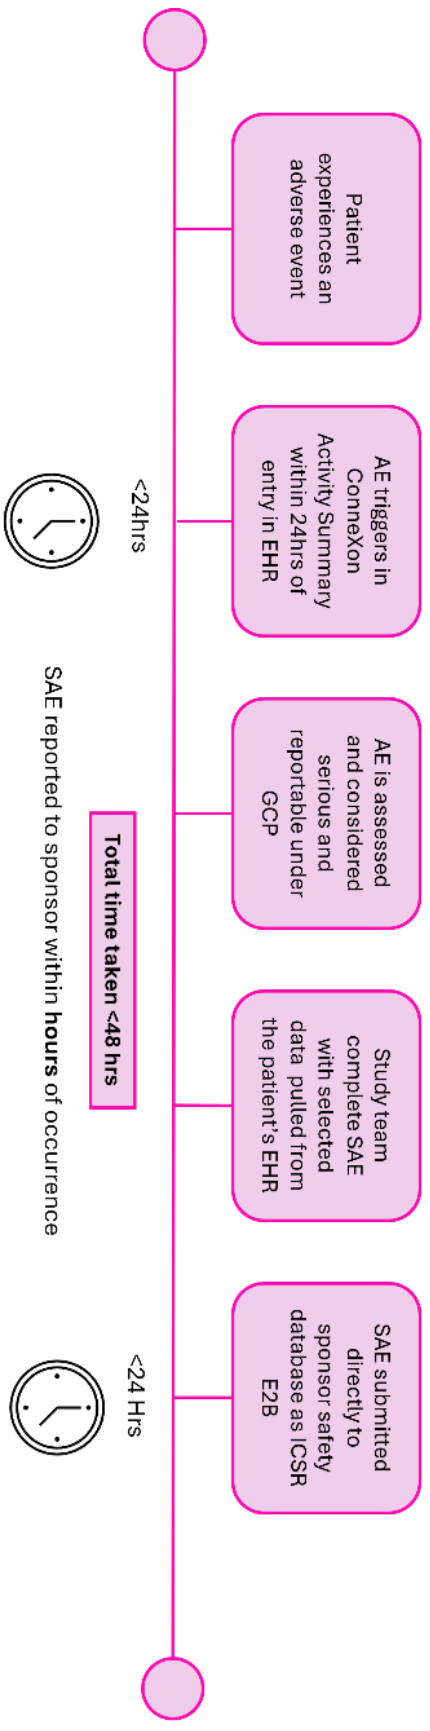 Patient
experiences an
adverse event
AE triggers in
ConneXon
Activity Summary
within 24hrs of
entry in EHR
AE is assessed
and considered
serious and
reportable under
GCP
Study team
complete SAE
with selected
data pulled from
the patient's EHR
SAE submitted
directly to
sponsor safety
database as ICSR
E2B
<24hrs
<24 Hrs
Total time taken <48 hrs
SAE reported to sponsor within hours of occurrence